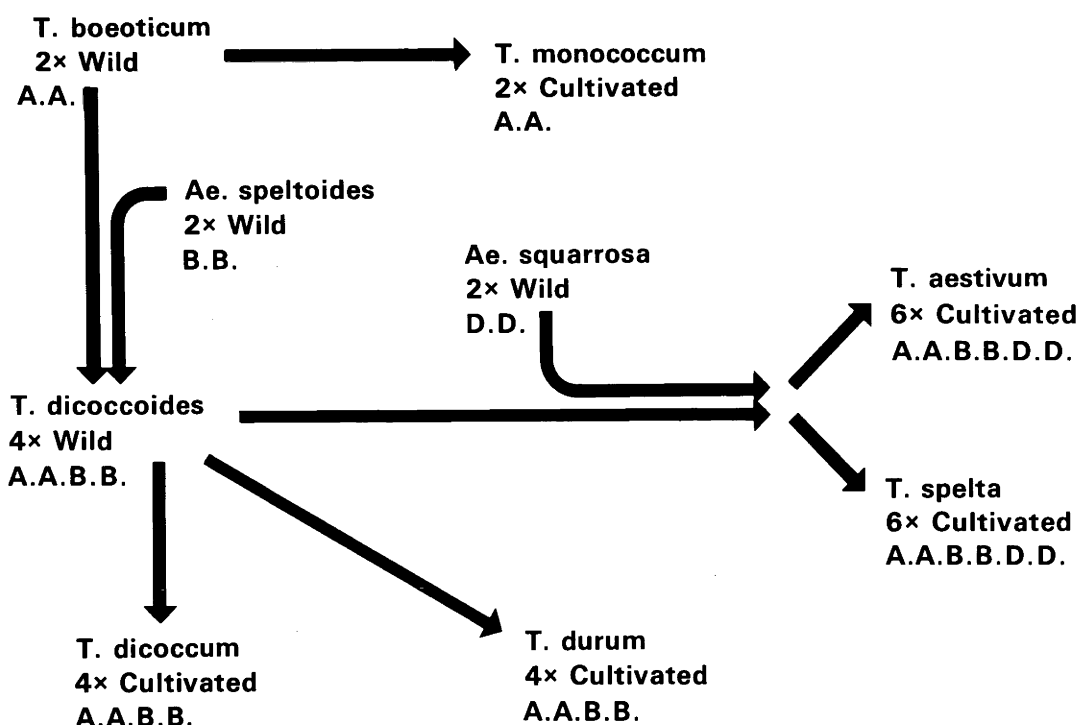 T. boeoticum
2× Wild
A.A.
T. monococcum
2× Cultivated
A.A.
Ae. speltoides
2× Wild
B.B.
Ae. squarrosa
2× Wild
D.D.
T. aestivum
6× Cultivated
A.A.B.B.D.D.
T. dicoccoides
4× Wild
A.A.B.B.
T. spelta
6× Cultivated
A.A.B.B.D.D.
T. dicoccum
4× Cultivated
A.A.B.B.
T. durum
4× Cultivated
A.A.B.B.